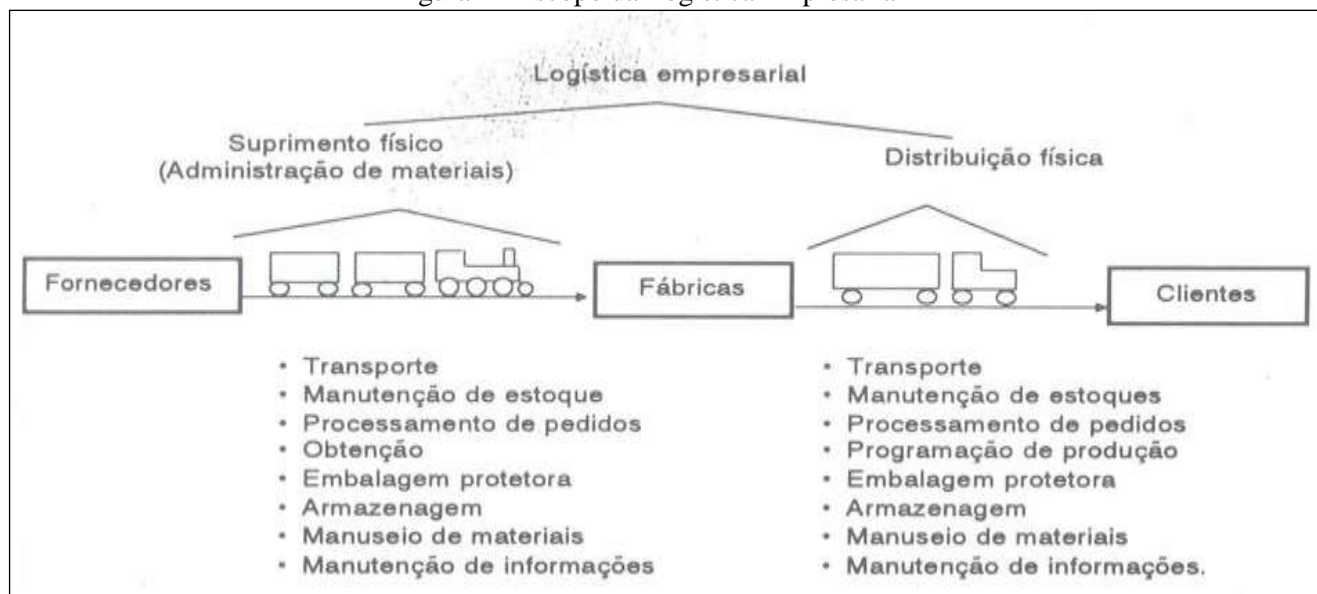 Logística empresarial
Suprimento físico
(Administração de materiais)
Distribuição física
Fornecedores
Fábricas
Clientes
• Transporte
• Manutenção de estoque
• Processamento de pedidos
• Obtenção
• Embalagem protetora
• Armazenagem
• Manuseio de materiais
• Manutenção de informações
• Transporte
• Manutenção de estoques
• Processamento de pedidos
• Programação de produção
• Embalagem protetora
• Armazenagem
• Manuseio de materiais
• Manutenção de informações.